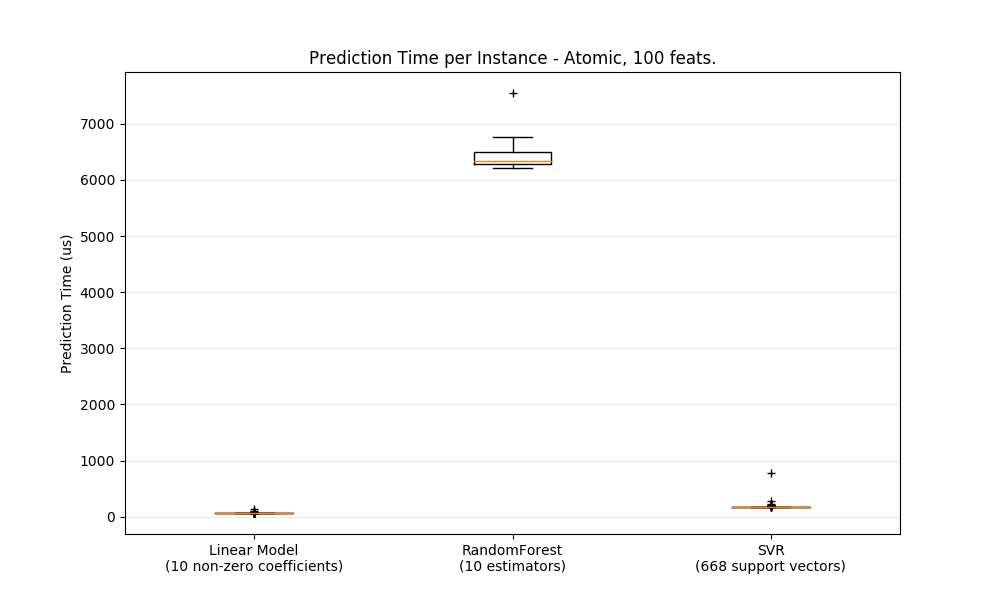 Prediction Time per Instance - Atomic, 100 feats.
Prediction Time (us)
7000
6000
5000
4000
3000
2000
1000
0
Linear Model
(10 non-zero coefficients)
RandomForest
(10 estimators)
SVR
(668 support vectors)